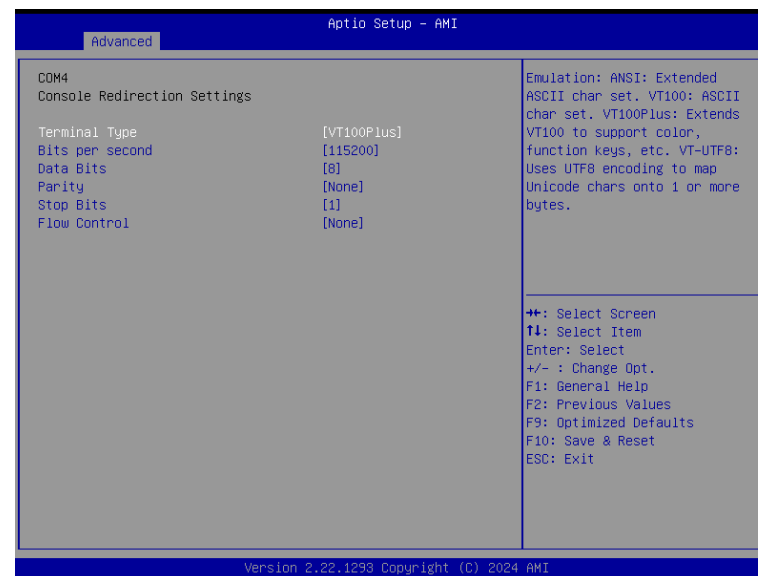 Aptio Setup – AMI
Advanced
COM4
Console Redirection Settings
Terminal Type [VT100Plus]
Bits per second [115200]
Data Bits [8]
Parity [None]
Stop Bits [1]
Flow Control [None]
Emulation: ANSI: Extended
ASCII char set. VT100: ASCII
char set. VT100Plus: Extends
VT100 to support color,
function keys, etc. VT-UTF8:
Uses UTF8 encoding to map
Unicode chars onto 1 or more
bytes.
→←: Select Screen
↑↓: Select Item
Enter: Select
+/- : Change Opt.
F1: General Help
F2: Previous Values
F9: Optimized Defaults
F10: Save & Reset
ESC: Exit
Version 2.22.1293 Copyright (C) 2024 AMI